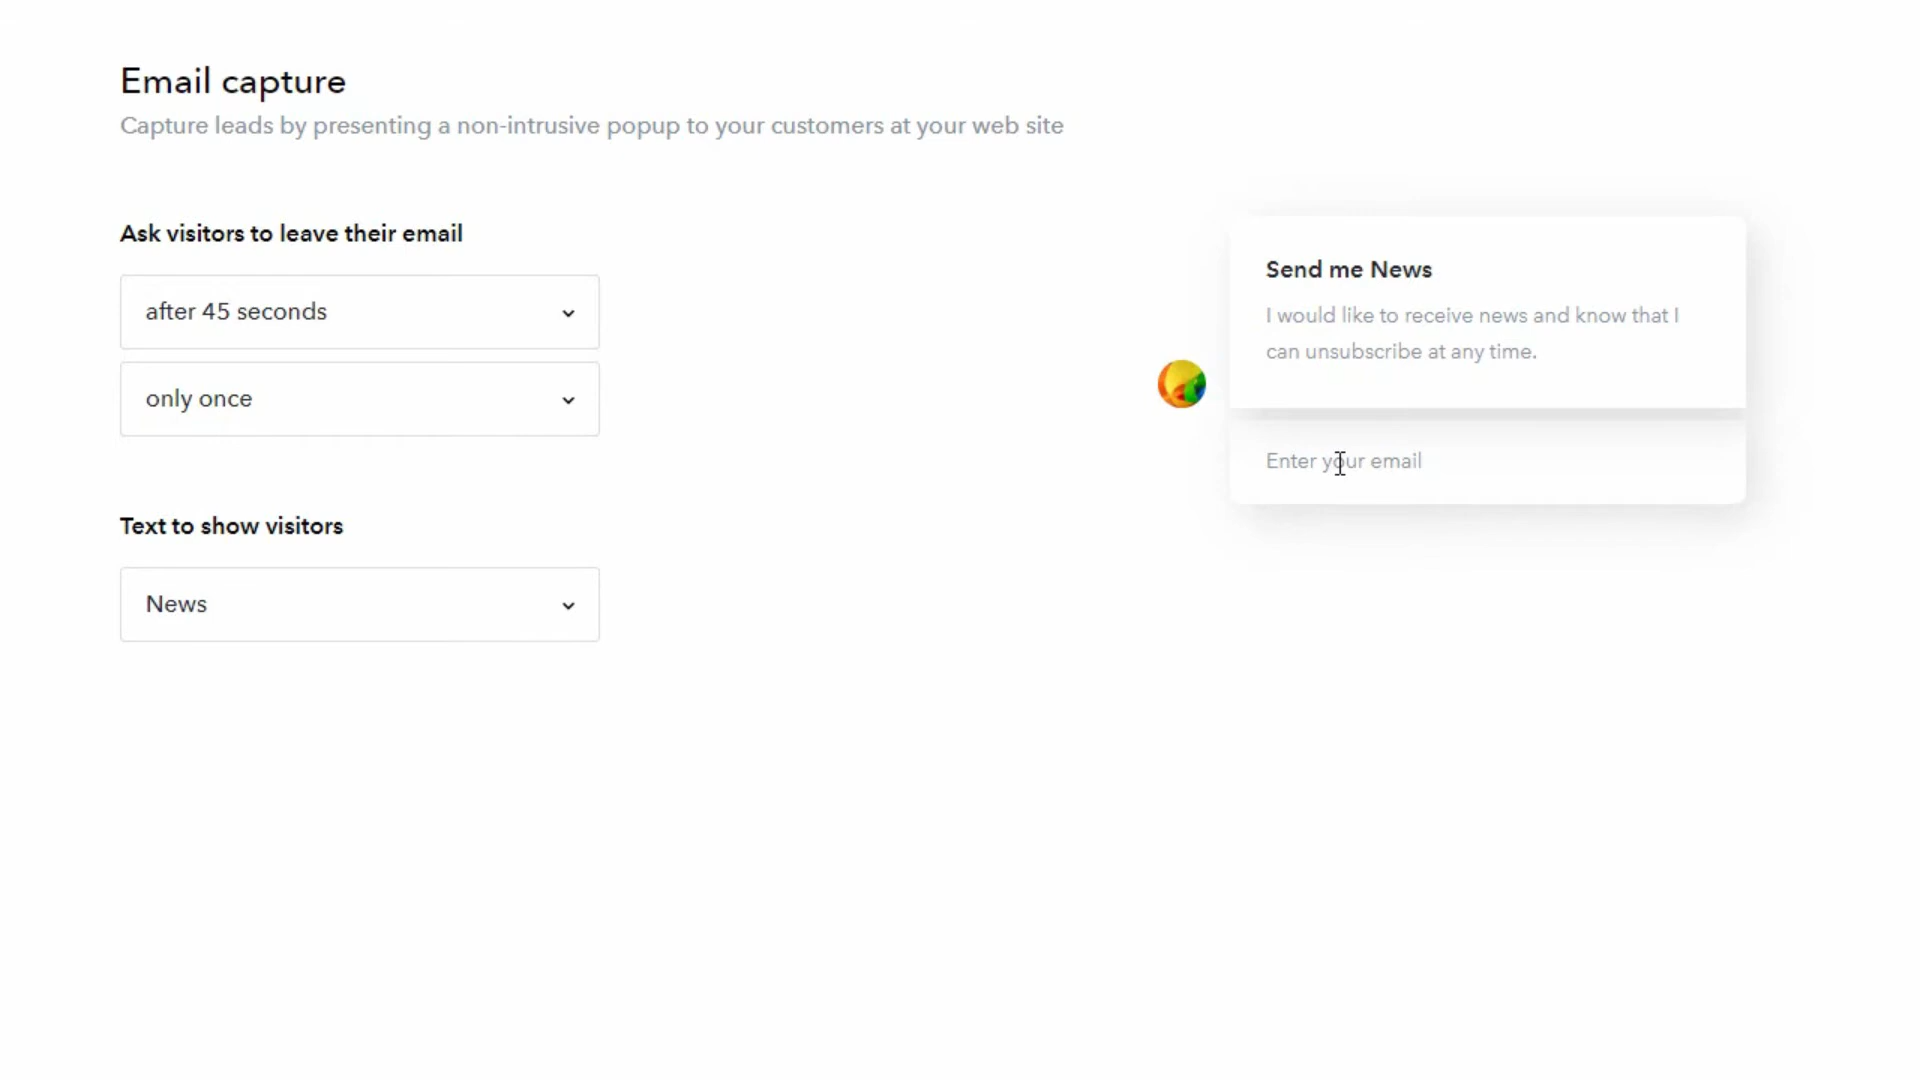 Email capture
Capture leads by presenting a non-intrusive popup to your customers at your web site
Ask visitors to leave their email
after 45 seconds
only once
Text to show visitors
News
Send me News
I would like to receive news and know that I
can unsubscribe at any time.
Enter your email